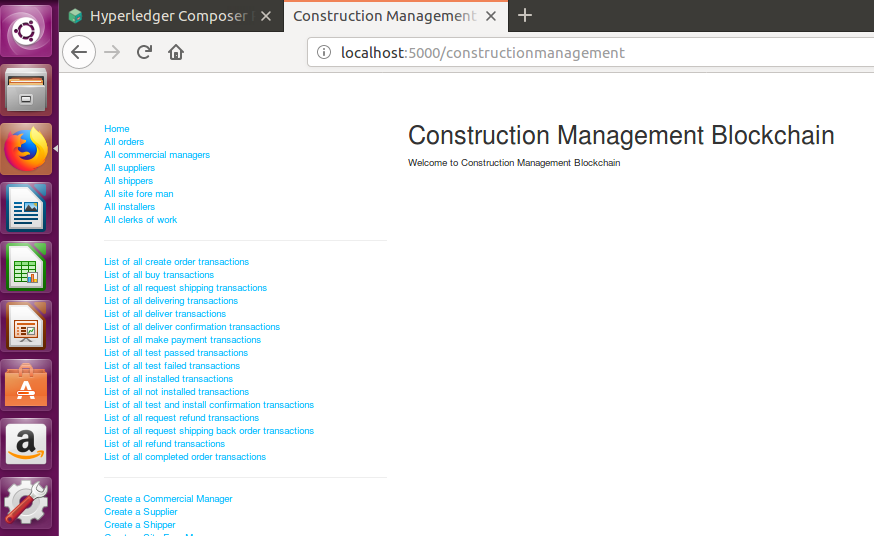 Hyperledger Composer
Construction Management
localhost:5000/constructionmanagement
Home
All orders
All commercial managers
All suppliers
All shippers
All site fore man
All installers
All clerks of work
List of all create order transactions
List of all buy transactions
List of all request shipping transactions
List of all delivering transactions
List of all deliver transactions
List of all deliver confirmation transactions
List of all make payment transactions
List of all test passed transactions
List of all test failed transactions
List of all installed transactions
List of all not installed transactions
List of all test and install confirmation transactions
List of all request refund transactions
List of all request shipping back order transactions
List of all refund transactions
List of all completed order transactions
Create a Commercial Manager
Create a Supplier
Create a Shipper
Construction Management Blockchain
Welcome to Construction Management Blockchain